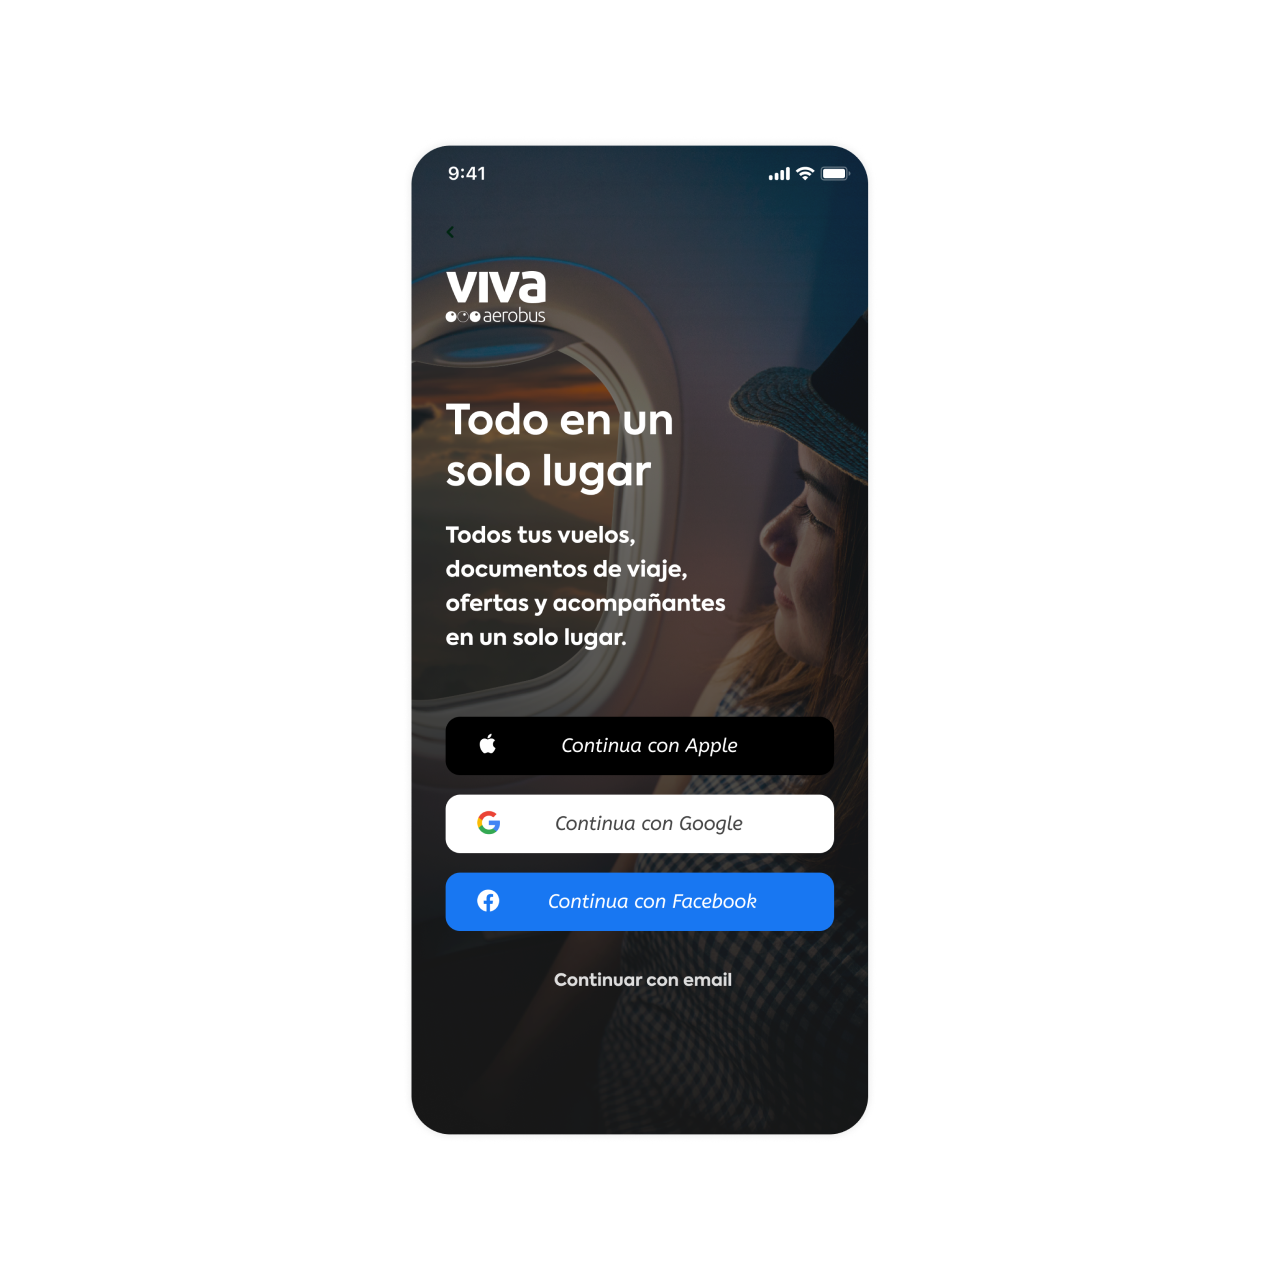 9:41
viva
aerobus
Todo en un
solo lugar
Todos tus vuelos,
documentos de viaje,
ofertas y acompañantes
en un solo lugar.
Continua con Apple
Continua con Google
Continua con Facebook
Continuar con email